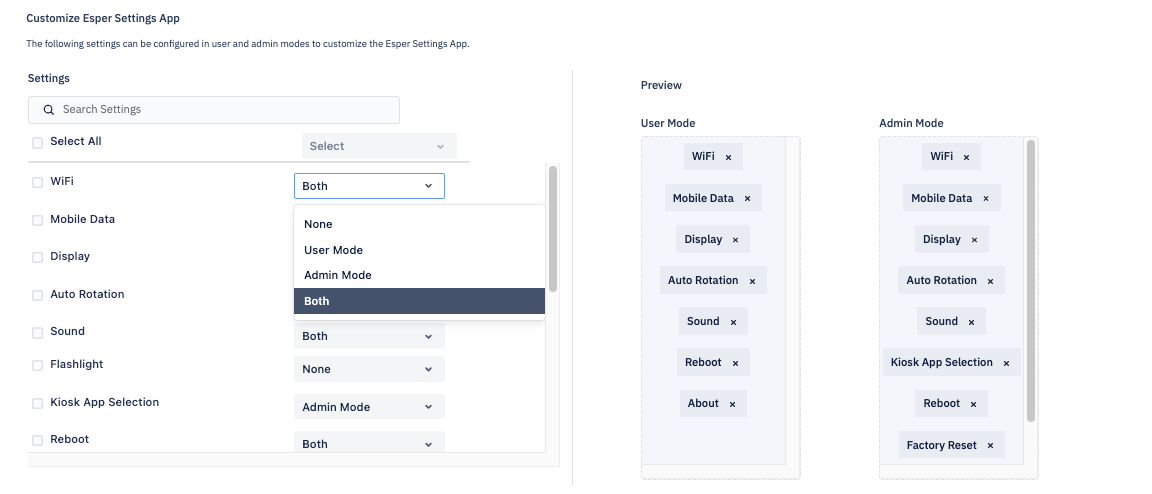 Customize Esper Settings App
The following settings can be configured in user and admin modes to customize the Esper Settings App.
Settings
Search Settings
Select All
Select
WiFi
Both
Mobile Data
None
User Mode
Display
Admin Mode
Auto Rotation
Both
Sound
Both
Flashlight
None
Kiosk App Selection
Admin Mode
Reboot
Both
Preview
User Mode
WiFi ×
Mobile Data ×
Display ×
Auto Rotation ×
Sound ×
Reboot ×
About ×
Admin Mode
WiFi ×
Mobile Data ×
Display ×
Auto Rotation ×
Sound ×
Kiosk App Selection ×
Reboot ×
Factory Reset ×